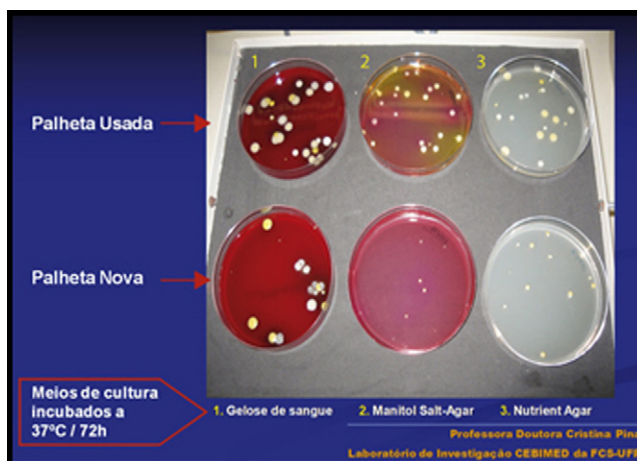 1 2 3
Palheta Usada
Palheta Nova
Meios de cultura
incubados a
37ºC / 72h
1. Gelose de sangue 2. Manitol Salt-Agar 3. Nutrient Agar
Professora Doutora Cristina Pina
Laboratório de Investigação CEBIMED da FCS-UFP